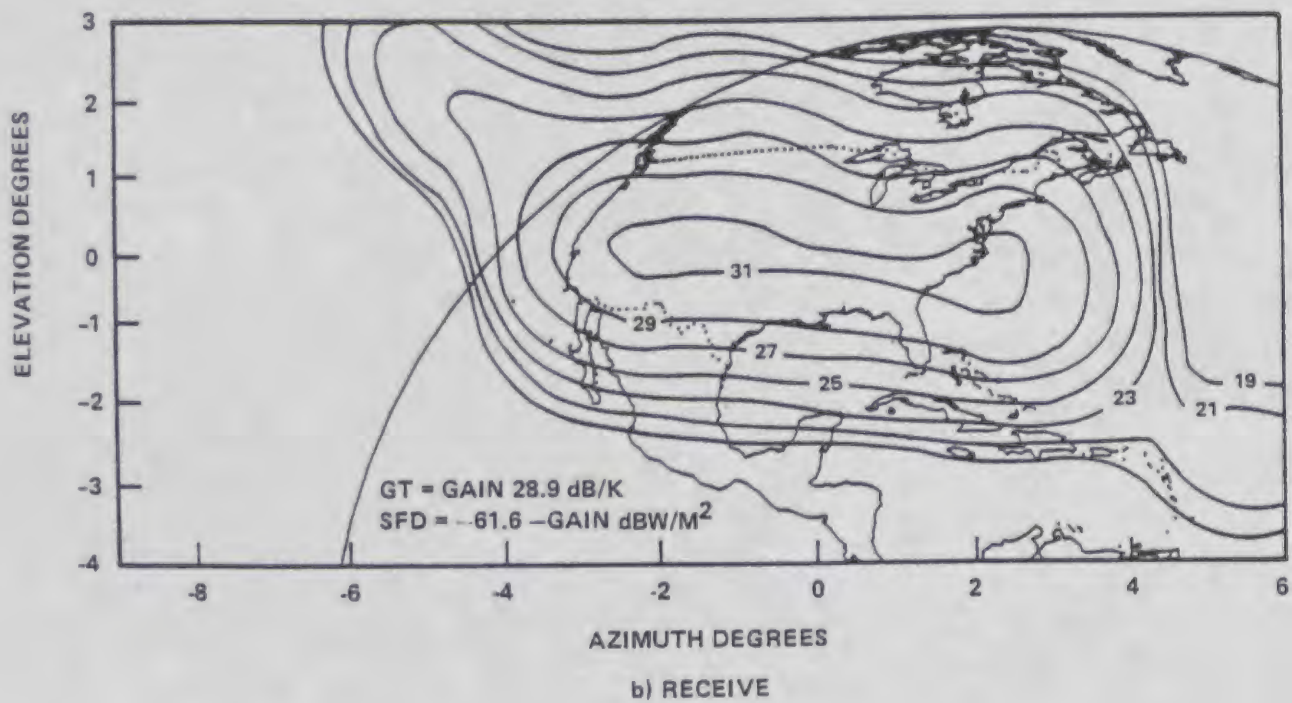 ELEVATION DEGREES
3
2
1
0
-1
-2
-3
-4
31
29
27
25
23
21
19
GT = GAIN 28.9 dB/K
SFD = -61.6 -GAIN dBW/M²
-8 -6 -4 -2 0 2 4 6
AZIMUTH DEGREES
b) RECEIVE